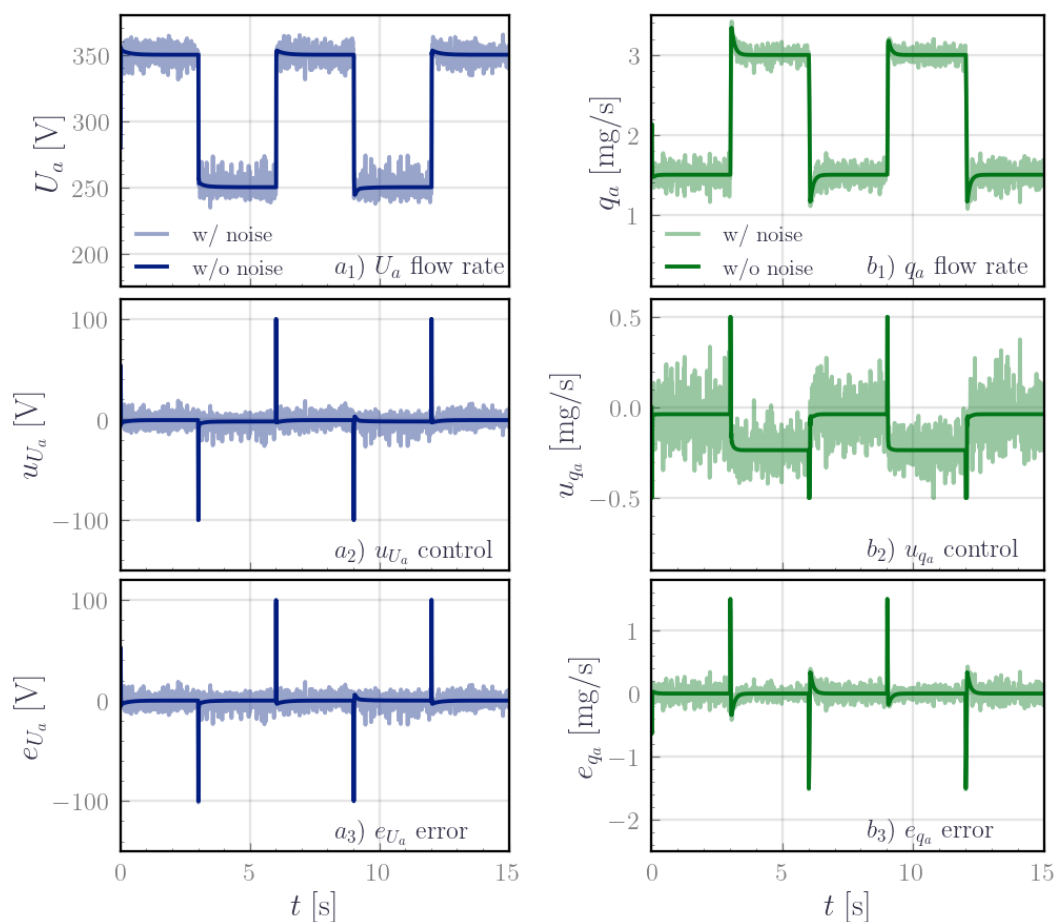 350
300
250
200
U_a [V]
w/ noise
w/o noise
a_1) U_a flow rate
3
2
1
q_a [mg/s]
w/ noise
w/o noise
b_1) q_a flow rate
100
0
−100
u_{U_a} [V]
a_2) u_{U_a} control
0.5
0.0
−0.5
u_{q_a} [mg/s]
b_2) u_{q_a} control
100
0
−100
e_{U_a} [V]
a_3) e_{U_a} error
0 5 10 15
t [s]
1
0
−1
−2
e_{q_a} [mg/s]
b_3) e_{q_a} error
0 5 10 15
t [s]